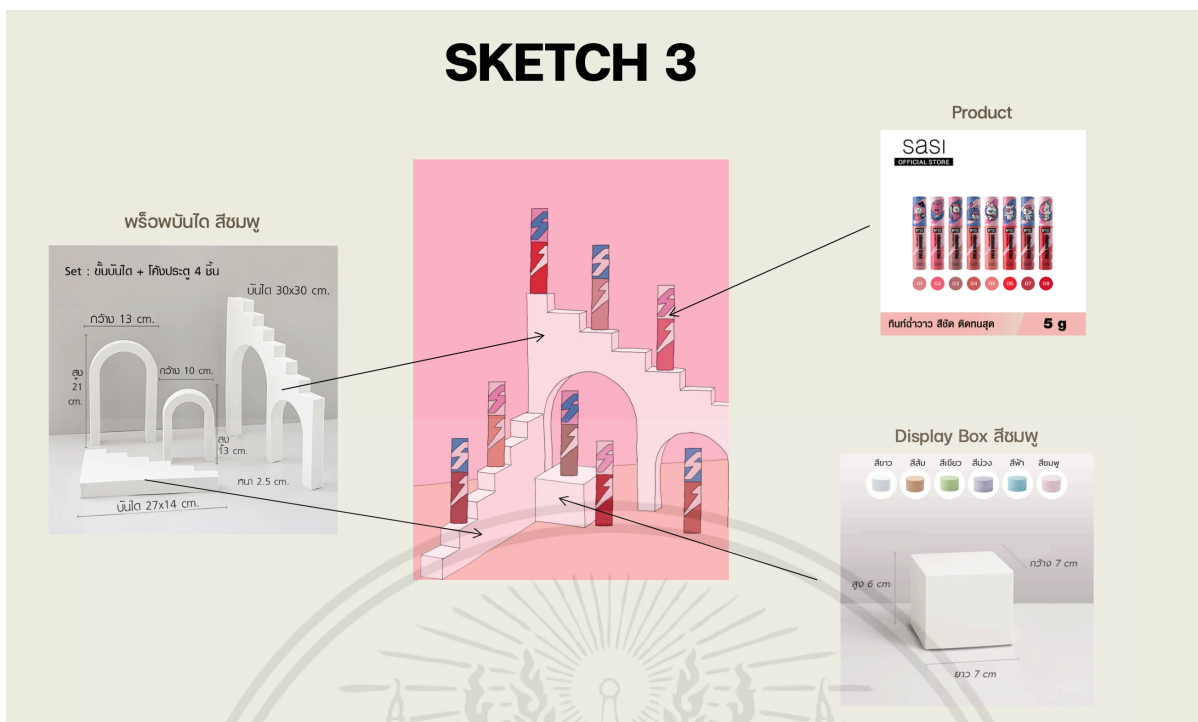 SKETCH 3
Product
sasi
OFFICIAL STORE
01 02 03 04 05 06 07 08
ทินท์ฉ่ำวาว สีชัด ติดทนสุด 5 g
พร็อพบันได สีชมพู
Set : ขั้นบันได + โค้งประตู 4 ชิ้น
บันได 30x30 cm.
กว้าง 13 cm.
สูง
21
cm.
กว้าง 10 cm.
สูง
13 cm.
หนา 2.5 cm.
บันได 27x14 cm.
Display Box สีชมพู
สีขาว สีส้ม สีเขียว สีม่วง สีฟ้า สีชมพู
สูง 6 cm
กว้าง 7 cm
ยาว 7 cm